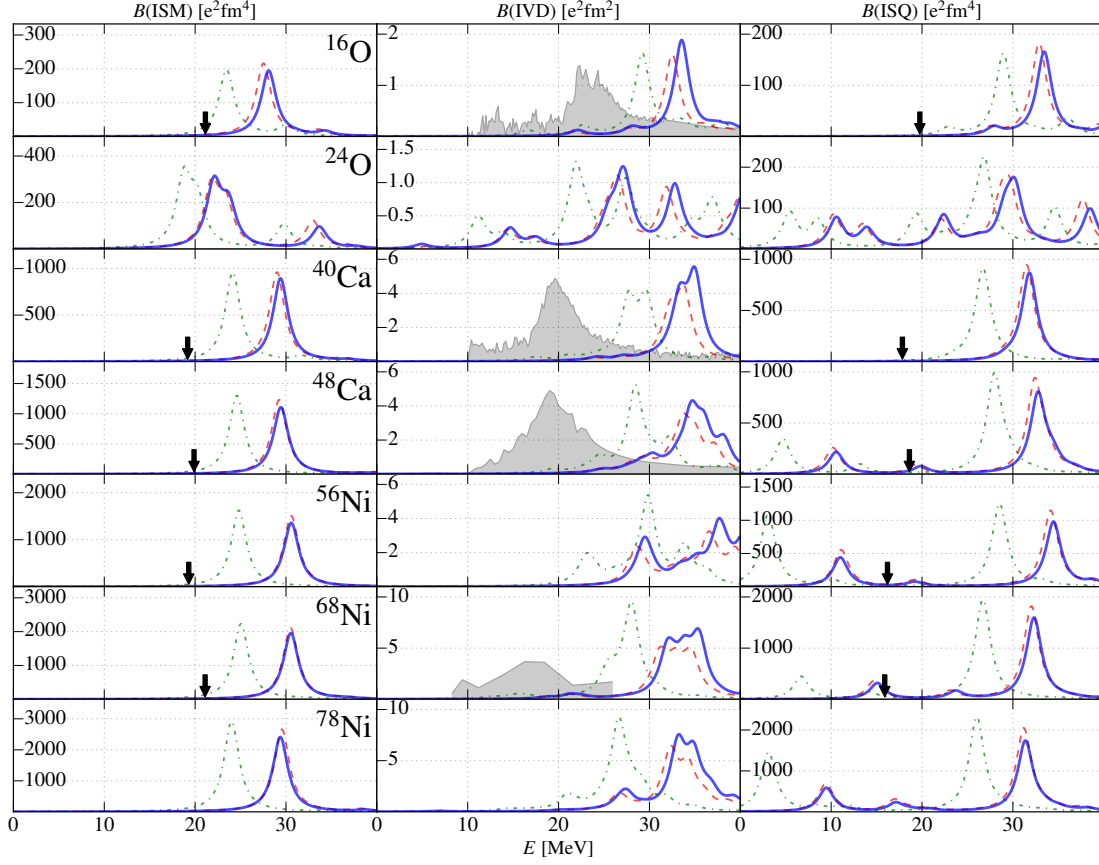 B(ISM) [e²fm⁴] B(IVD) [e²fm²] B(ISQ) [e²fm⁴]
300 200 100 ¹⁶O 2 1 200 100
400 200 ²⁴O 1.5 1.0 0.5 200 100
1000 500 ⁴⁰Ca 6 4 2 1000 500
1500 1000 500 ⁴⁸Ca 6 4 2 1000 500
2000 1000 ⁵⁶Ni 6 4 2 1500 1000 500
3000 2000 1000 ⁶⁸Ni 10 5 2000 1000
3000 2000 1000 ⁷⁸Ni 10 5 2000 1000
0 10 20 30 0 10 20 30 0 10 20 30
E [MeV]